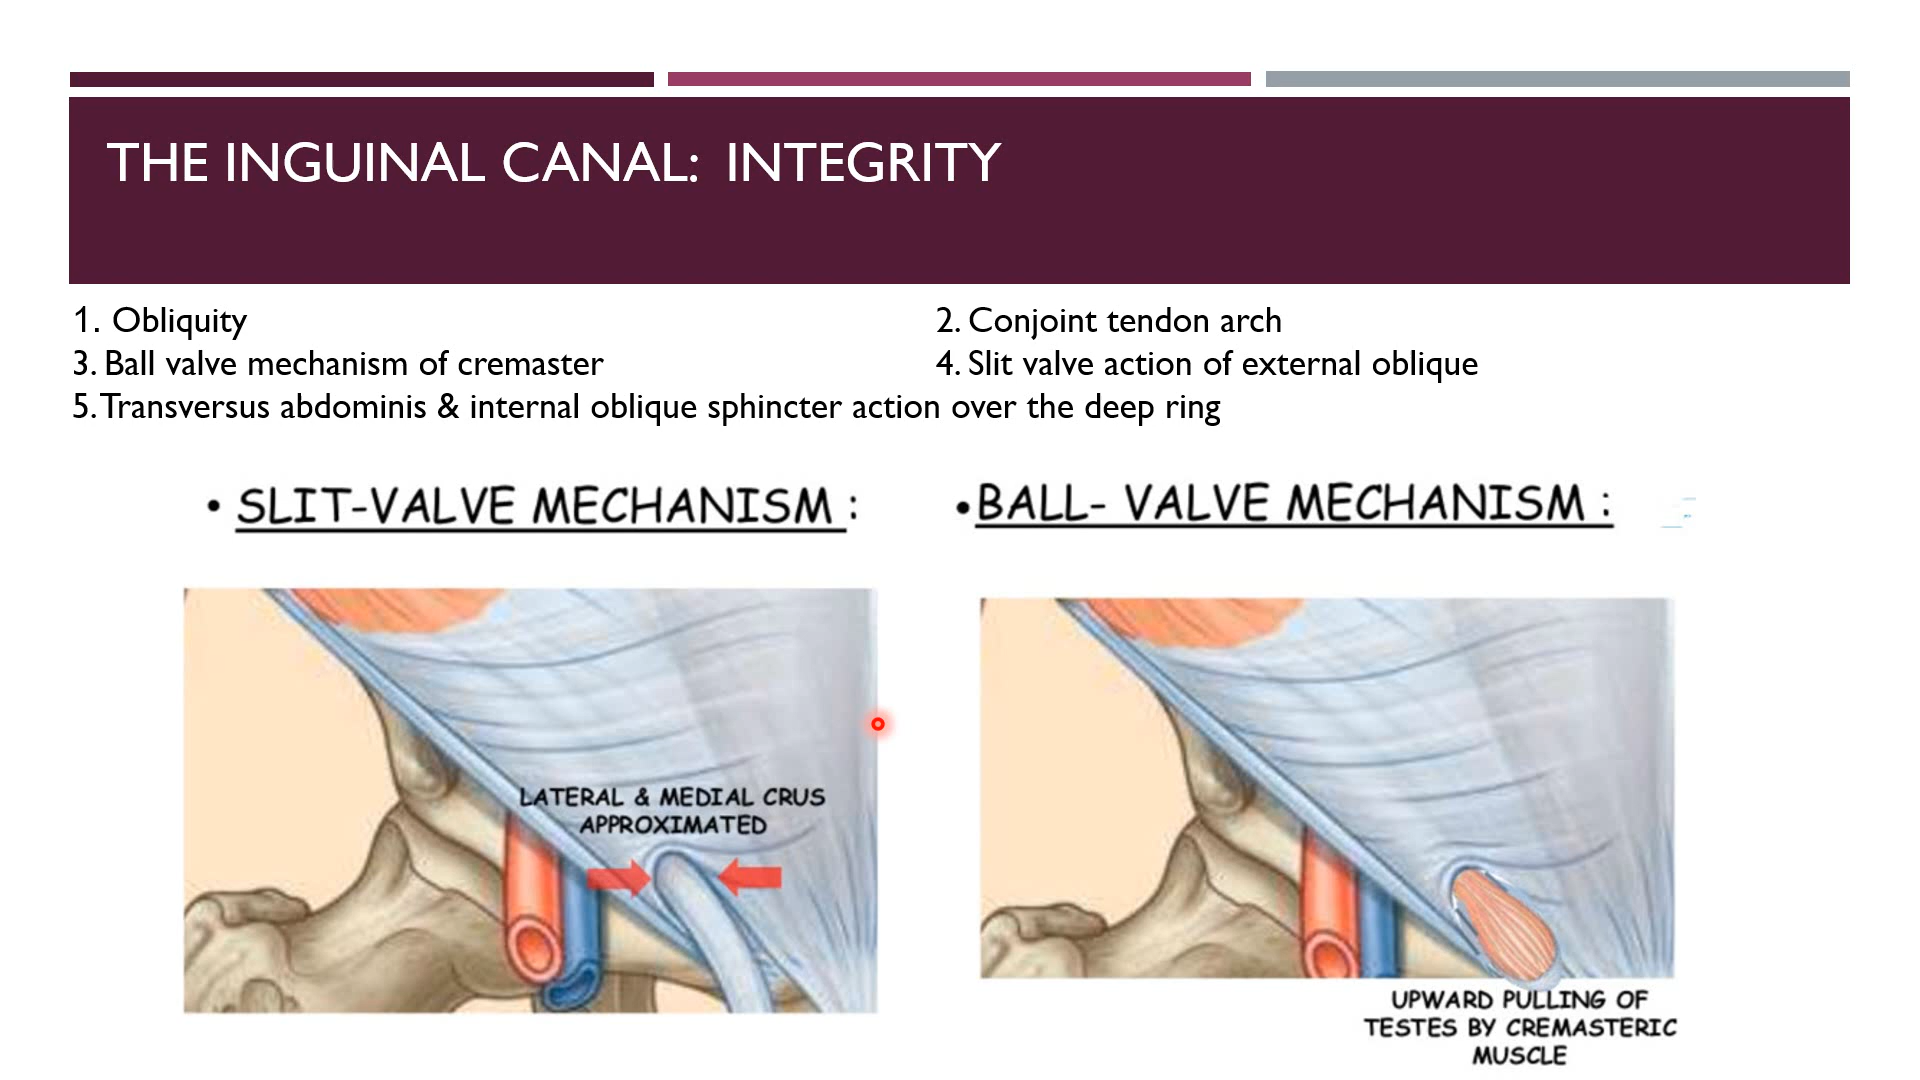 THE INGUINAL CANAL: INTEGRITY
1. Obliquity
2. Conjoint tendon arch
3. Ball valve mechanism of cremaster
4. Slit valve action of external oblique
5. Transversus abdominis & internal oblique sphincter action over the deep ring
• SLIT-VALVE MECHANISM :
LATERAL & MEDIAL CRUS
APPROXIMATED
• BALL- VALVE MECHANISM :
UPWARD PULLING OF
TESTES BY CREMASTERIC
MUSCLE